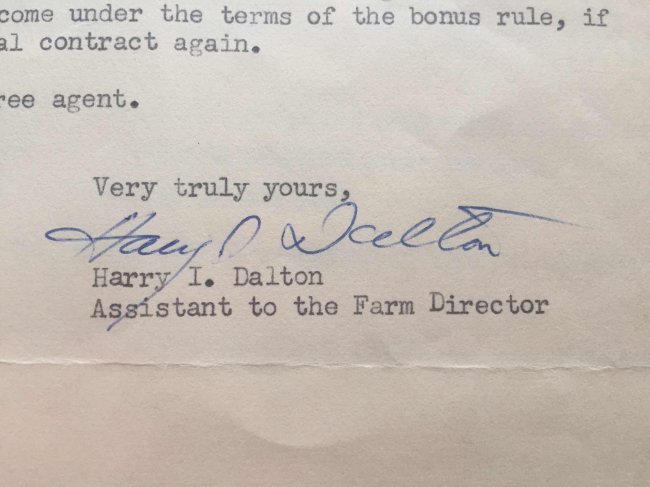 come under the terms of the bonus rule, if
al contract again.
ree agent.
Very truly yours,
Harry I. Dalton
Harry I. Dalton
Assistant to the Farm Director